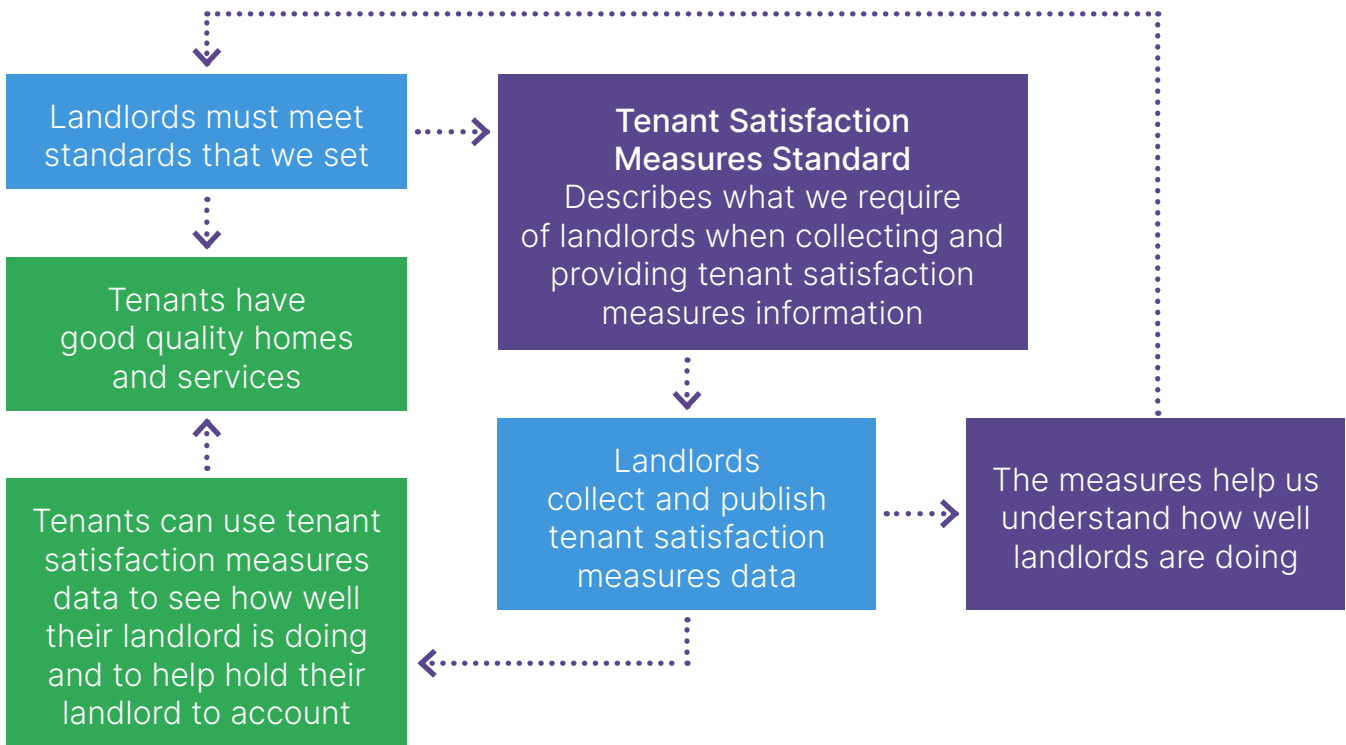 Landlords must meet
standards that we set
Tenant Satisfaction
Measures Standard
Describes what we require
of landlords when collecting and
providing tenant satisfaction
measures information
Tenants have
good quality homes
and services
Landlords
collect and publish
tenant satisfaction
measures data
The measures help us
understand how well
landlords are doing
Tenants can use tenant
satisfaction measures
data to see how well
their landlord is doing
and to help hold their
landlord to account